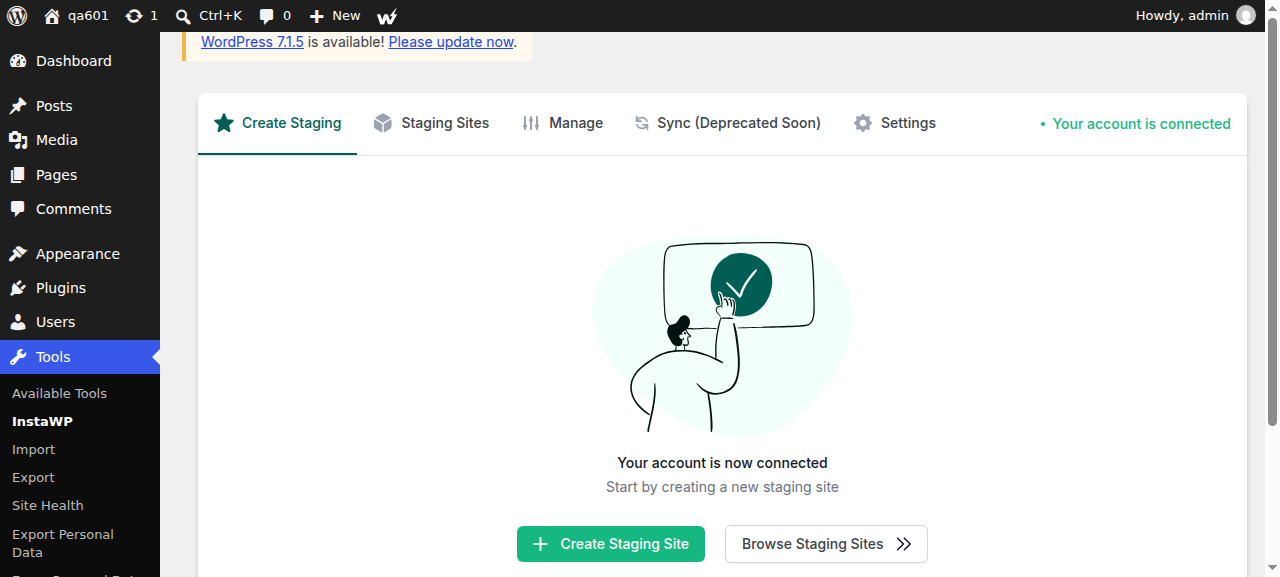 qa601 1 Ctrl+K 0 New Howdy, admin
WordPress 7.1.5 is available! Please update now.
Dashboard
Posts
Media
Pages
Comments
Appearance
Plugins
Users
Tools
Available Tools
InstaWP
Import
Export
Site Health
Export Personal
Data
Create Staging Staging Sites Manage Sync (Deprecated Soon) Settings • Your account is connected
Your account is now connected
Start by creating a new staging site
Create Staging Site Browse Staging Sites